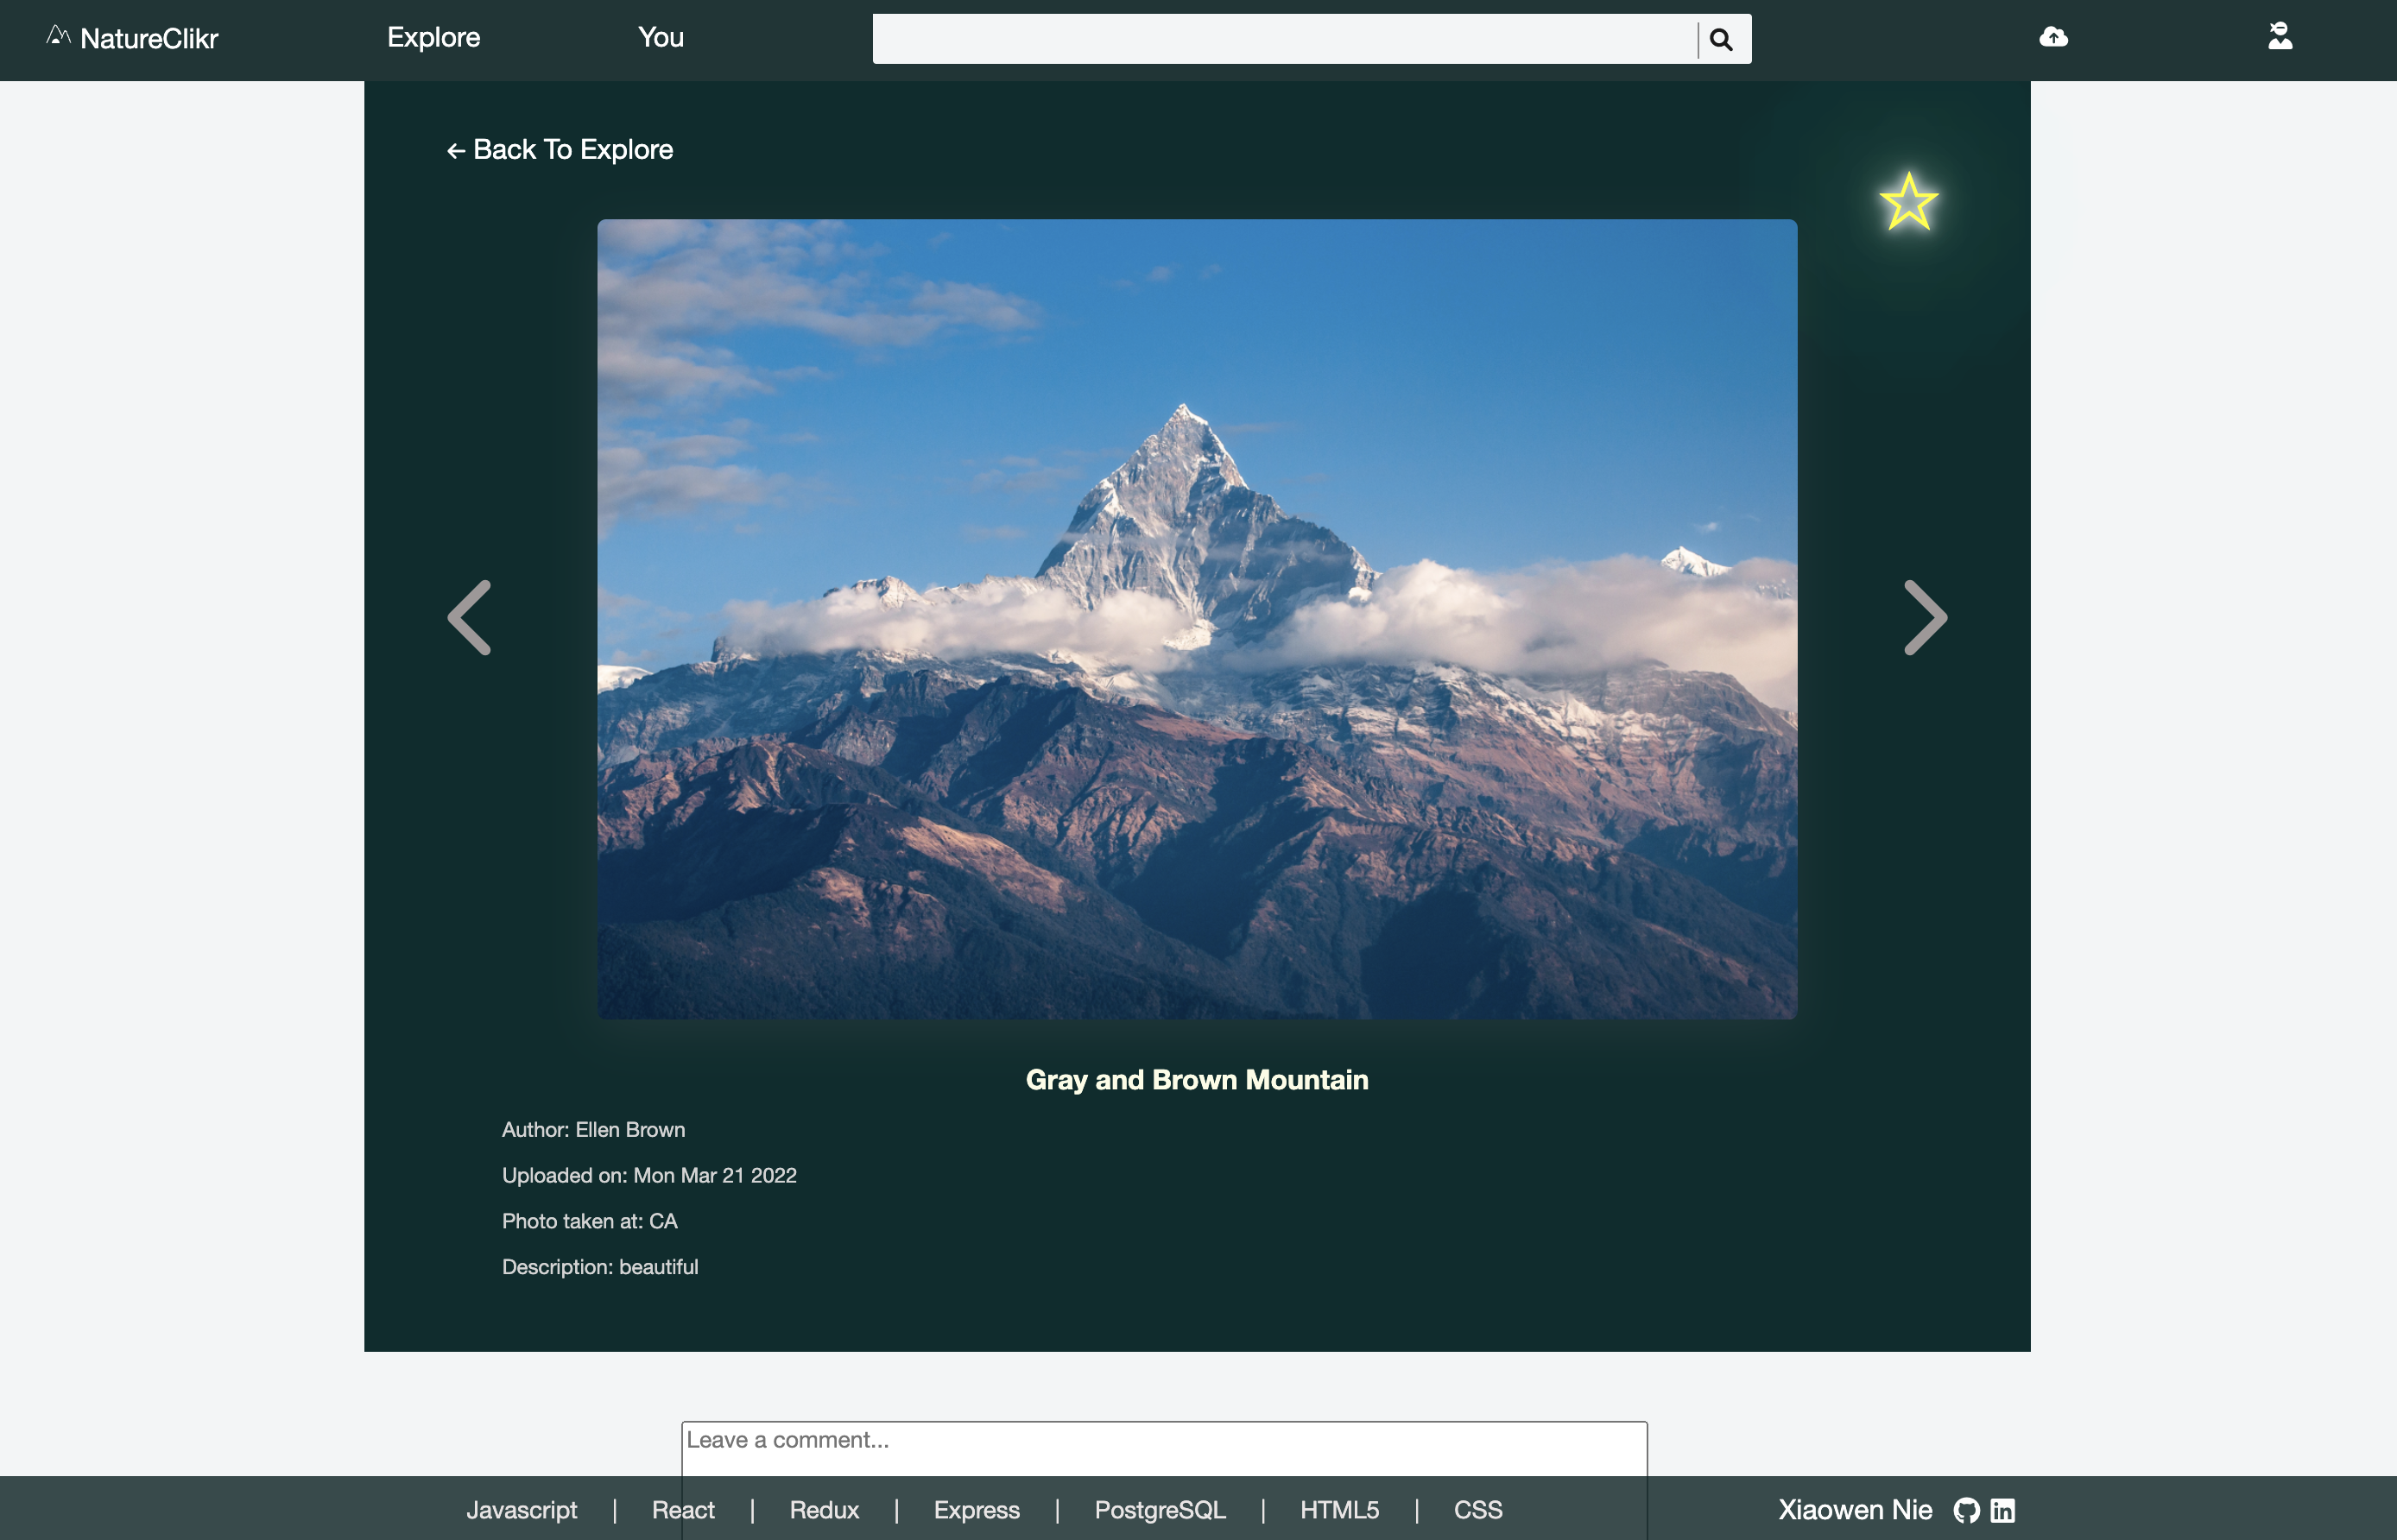 NatureClikr Explore You
← Back To Explore
Gray and Brown Mountain
Author: Ellen Brown
Uploaded on: Mon Mar 21 2022
Photo taken at: CA
Description: beautiful
Leave a comment...
Javascript | React | Redux | Express | PostgreSQL | HTML5 | CSS Xiaowen Nie in